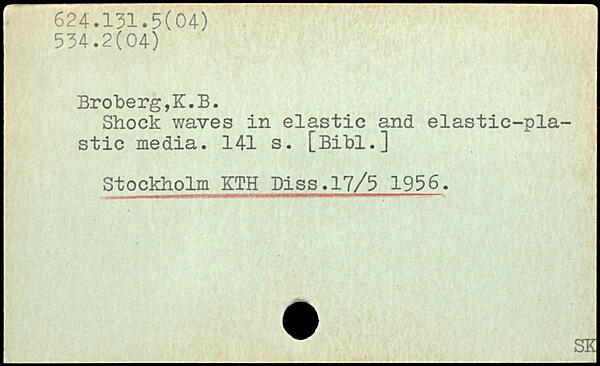 624.131.5(04)
534.2(04)
Broberg,K.B.
Shock waves in elastic and elastic-pla-
stic media. 141 s. [Bibl.]
Stockholm KTH Diss.17/5 1956.
SK